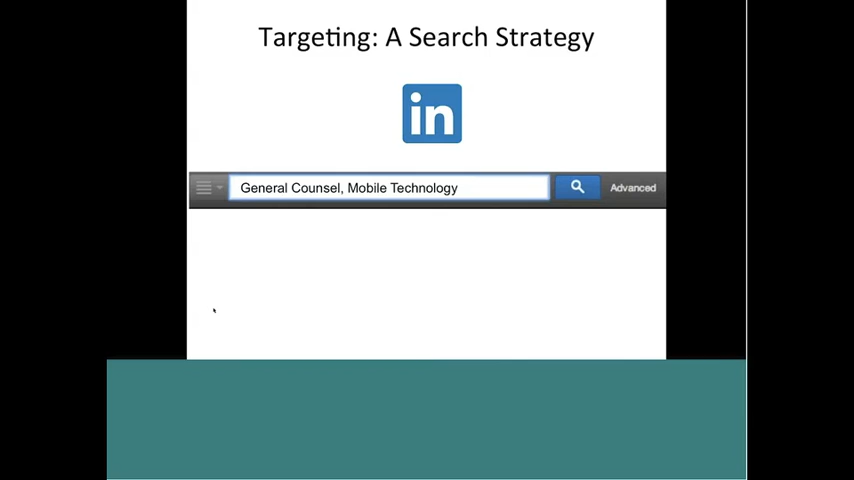 Targeting: A Search Strategy
in
General Counsel, Mobile Technology
Advanced